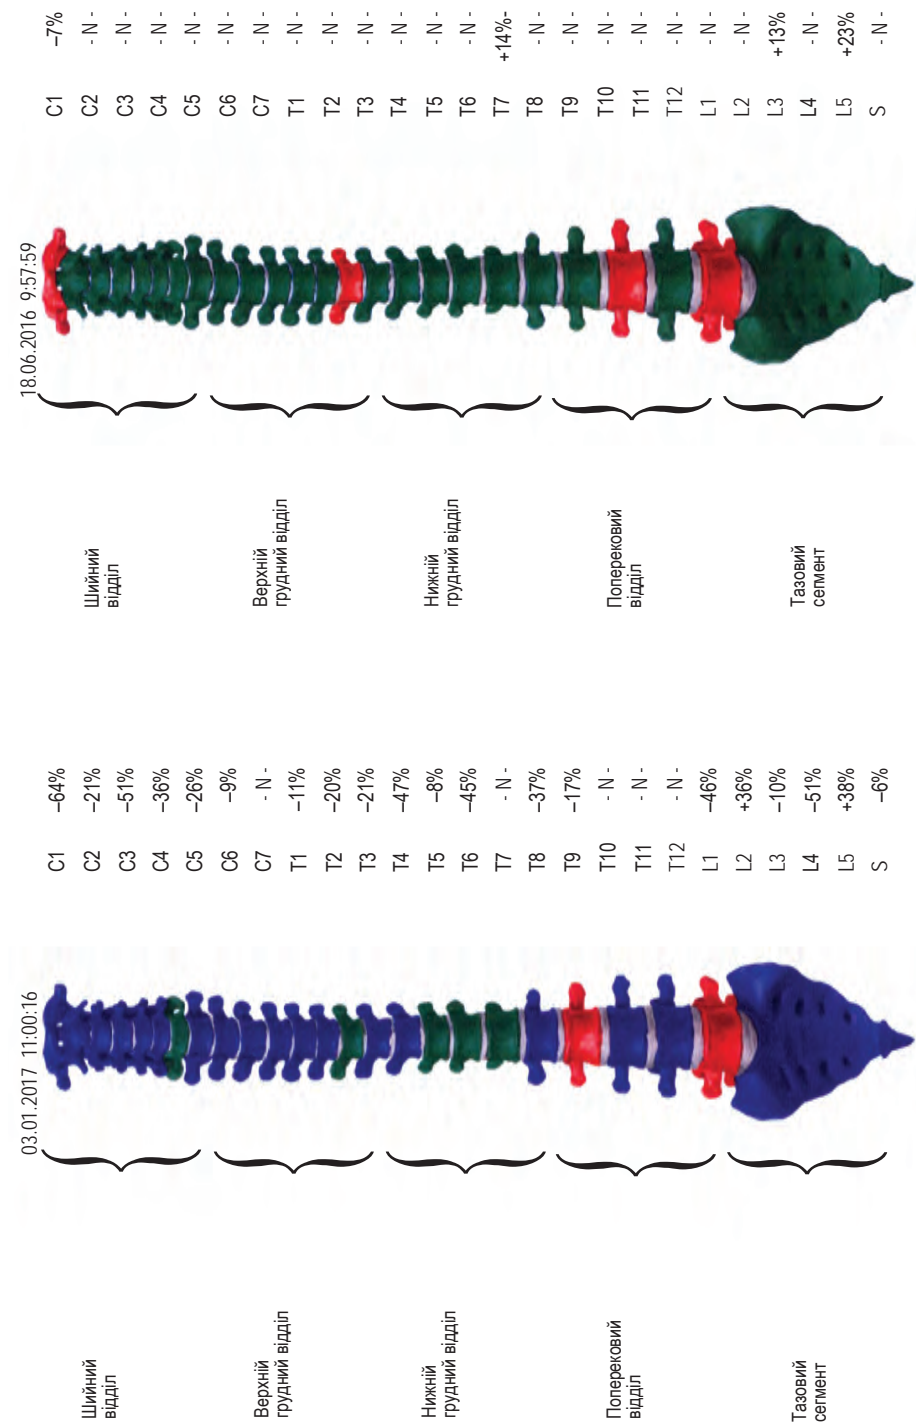 03.01.2017 11:00:16
Шийний
відділ
Верхній
грудний відділ
Нижній
грудний відділ
Поперековий
відділ
Тазовий
сегмент
C1 –64%
C2 –21%
C3 –51%
C4 –36%
C5 –26%
C6 –9%
C7 - N -
T1 –11%
T2 –20%
T3 –21%
T4 –47%
T5 –8%
T6 –45%
T7 - N -
T8 –37%
T9 –17%
T10 - N -
T11 - N -
T12 - N -
L1 –46%
L2 +36%
L3 –10%
L4 –51%
L5 +38%
S –6%
18.06.2016 9:57:59
Шийний
відділ
Верхній
грудний відділ
Нижній
грудний відділ
Поперековий
відділ
Тазовий
сегмент
C1 –7%
C2 - N -
C3 - N -
C4 - N -
C5 - N -
C6 - N -
C7 - N -
T1 - N -
T2 - N -
T3 - N -
T4 - N -
T5 - N -
T6 - N -
T7 +14%-
T8 - N -
T9 - N -
T10 - N -
T11 - N -
T12 - N -
L1 - N -
L2 - N -
L3 +13%
L4 - N -
L5 +23%
S - N -